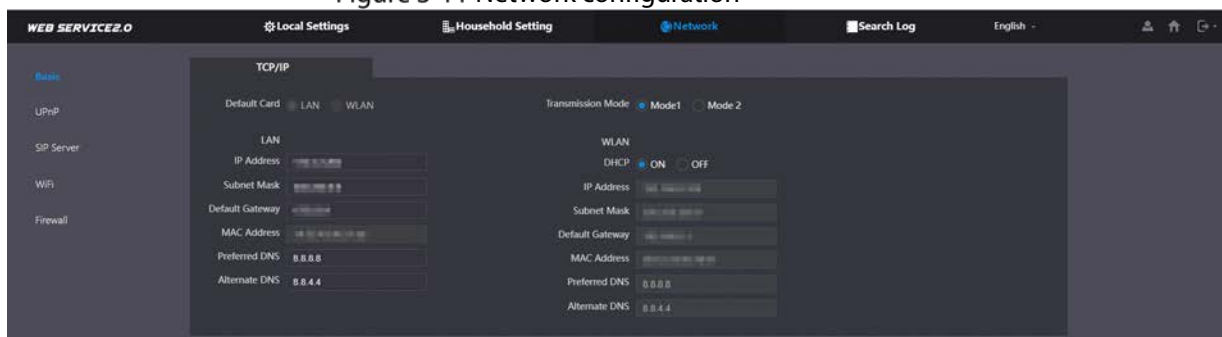 Network configuration
WEB SERVICE2.0 Local Settings Household Setting Network Search Log English
TCP/IP
Basic
UPnP
SIP Server
WiFi
Firewall
Default Card LAN WLAN
Transmission Mode Mode1 Mode 2
LAN
IP Address
Subnet Mask
Default Gateway
MAC Address
Preferred DNS 8.8.8.8
Alternate DNS 8.8.4.4
WLAN
DHCP ON OFF
IP Address
Subnet Mask
Default Gateway
MAC Address
Preferred DNS 8.8.8.8
Alternate DNS 8.8.4.4